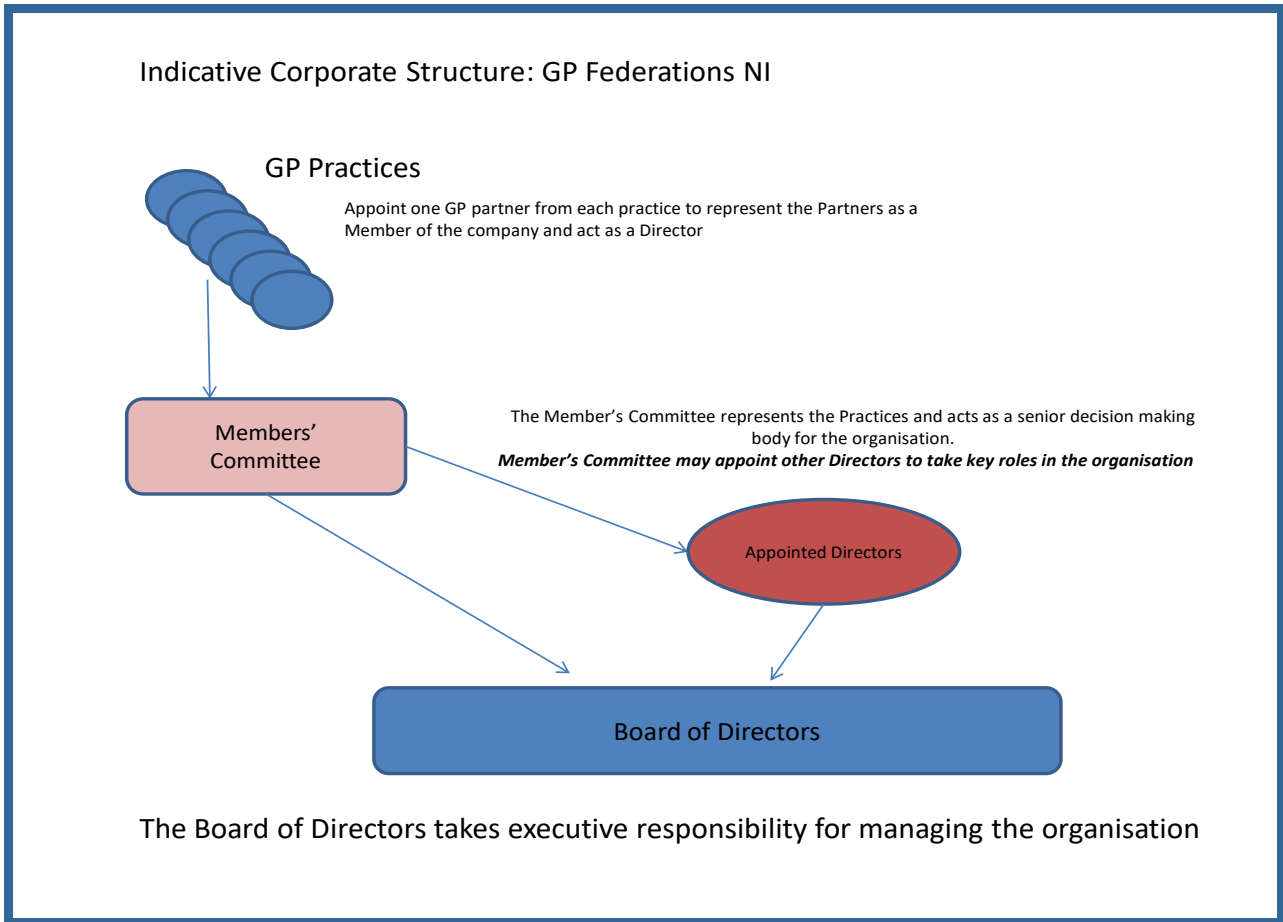 Indicative Corporate Structure: GP Federations NI
GP Practices
Appoint one GP partner from each practice to represent the Partners as a
Member of the company and act as a Director
Members’
Committee
The Member’s Committee represents the Practices and acts as a senior decision making
body for the organisation.
Member’s Committee may appoint other Directors to take key roles in the organisation
Appointed Directors
Board of Directors
The Board of Directors takes executive responsibility for managing the organisation